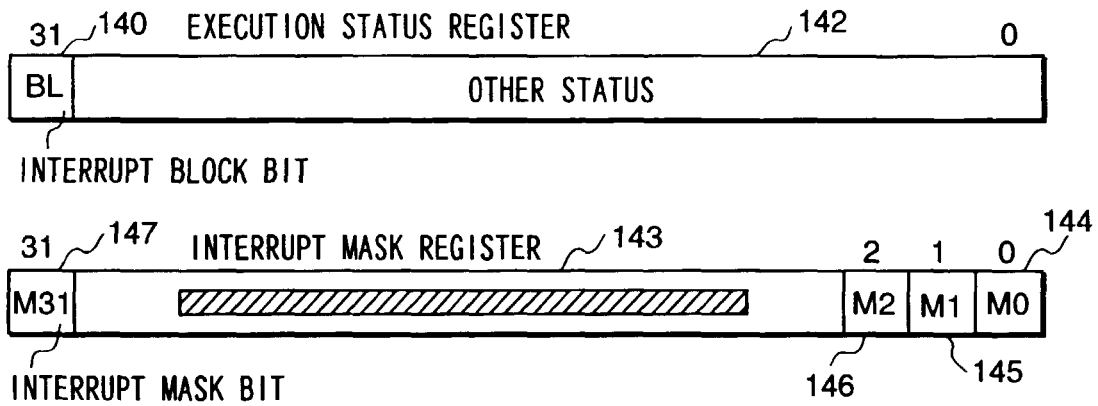 31 140 EXECUTION STATUS REGISTER 142 0
BL OTHER STATUS
INTERRUPT BLOCK BIT
31 147 INTERRUPT MASK REGISTER 143 2 1 0 144
M31 M2 M1 M0
INTERRUPT MASK BIT 146 145